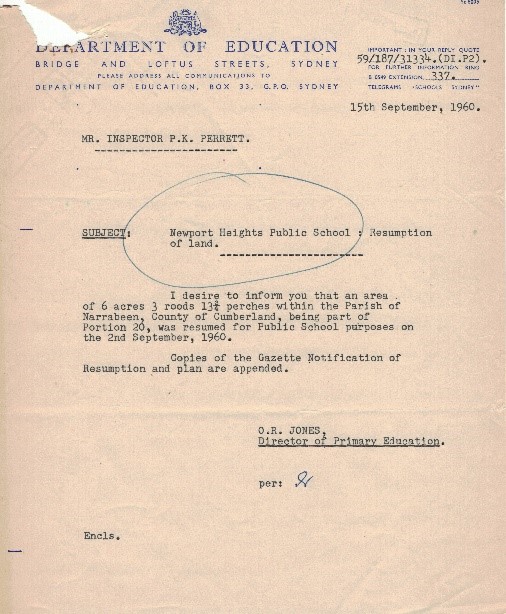 DEPARTMENT OF EDUCATION
BRIDGE AND LOFTUS STREETS, SYDNEY
PLEASE ADDRESS ALL COMMUNICATIONS TO
DEPARTMENT OF EDUCATION, BOX 33, G.P.O. SYDNEY
IMPORTANT: IN YOUR REPLY QUOTE
59/187/31334.(DI.P2).
FOR FURTHER INFORMATION RING
B 0549 EXTENSION 337.
TELEGRAMS "SCHOOLS SYDNEY"
15th September, 1960.
MR. INSPECTOR P.K. PERRETT.
SUBJECT: Newport Heights Public School : Resumption
of land.
I desire to inform you that an area
of 6 acres 3 roods 13¾ perches within the Parish of
Narrabeen, County of Cumberland, being part of
Portion 20, was resumed for Public School purposes on
the 2nd September, 1960.
Copies of the Gazette Notification of
Resumption and plan are appended.
O.R. JONES,
Director of Primary Education.
per:
Encls.